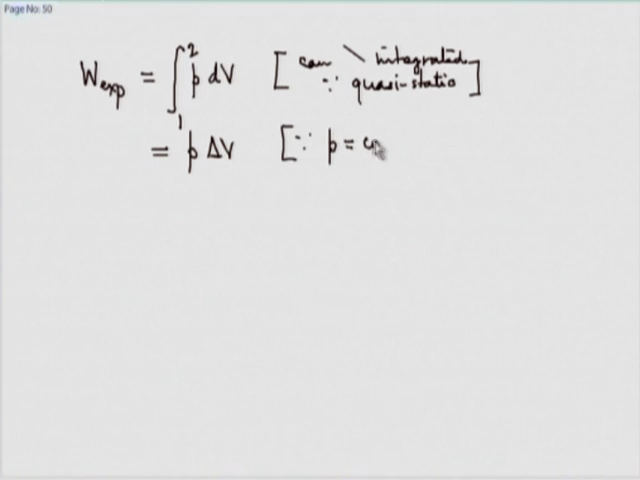 Page No: 50
W_exp = ∫₁² p dV [can \ integrated ∵ quasi-static]
= p ΔV [∵ p = c